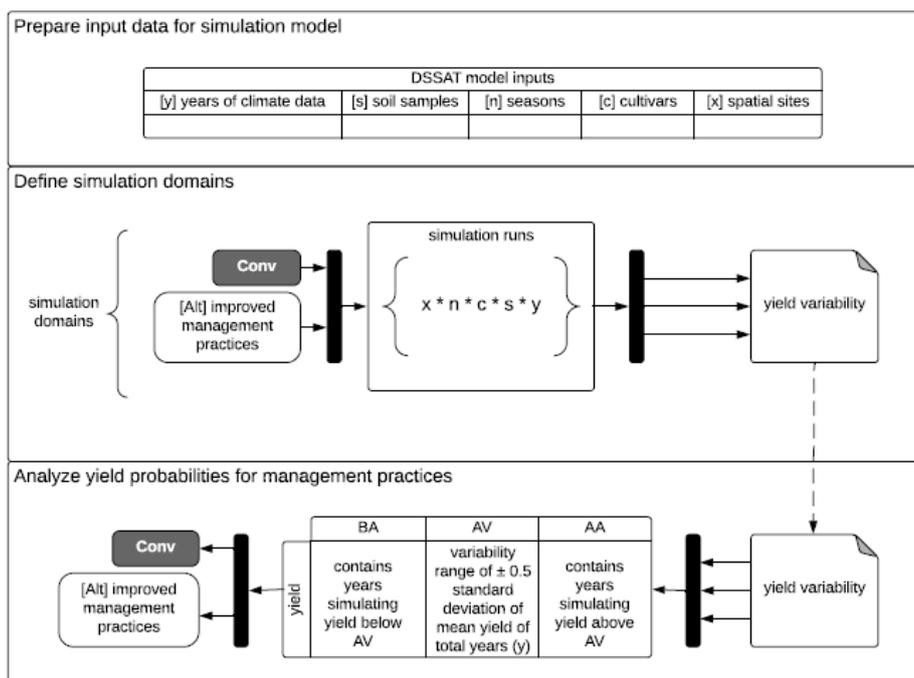 Prepare input data for simulation model
DSSAT model inputs
[y] years of climate data
[s] soil samples
[n] seasons
[c] cultivars
[x] spatial sites
Define simulation domains
simulation
domains
Conv
[Alt] improved
management
practices
simulation runs
x * n * c * s * y
yield variability
Analyze yield probabilities for management practices
Conv
[Alt] improved
management
practices
yield
BA
contains
years
simulating
yield below
AV
AV
variability
range of ± 0.5
standard
deviation of
mean yield of
total years (y)
AA
contains
years
simulating
yield above
AV
yield variability